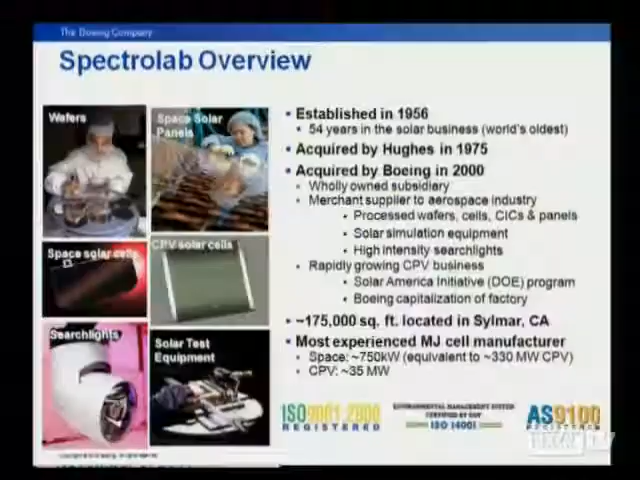 The Boeing Company
Spectrolab Overview
Wafers
Space Solar
Panels
Space solar cells
CPV solar cells
Searchlights
Solar Test
Equipment
Established in 1956
54 years in the solar business (world's oldest)
Acquired by Hughes in 1975
Acquired by Boeing in 2000
Wholly owned subsidiary
Merchant supplier to aerospace industry
Processed wafers, cells, CICs & panels
Solar simulation equipment
High intensity searchlights
Rapidly growing CPV business
Solar America Initiative (DOE) program
Boeing capitalization of factory
~175,000 sq. ft. located in Sylmar, CA
Most experienced MJ cell manufacturer
Space: ~750kW (equivalent to ~330 MW CPV)
CPV: ~35 MW
ISO 9001-2000
REGISTERED
ENVIRONMENTAL MANAGEMENT SYSTEM
CERTIFIED BY
ISO 14001
AS9100
REGISTERED